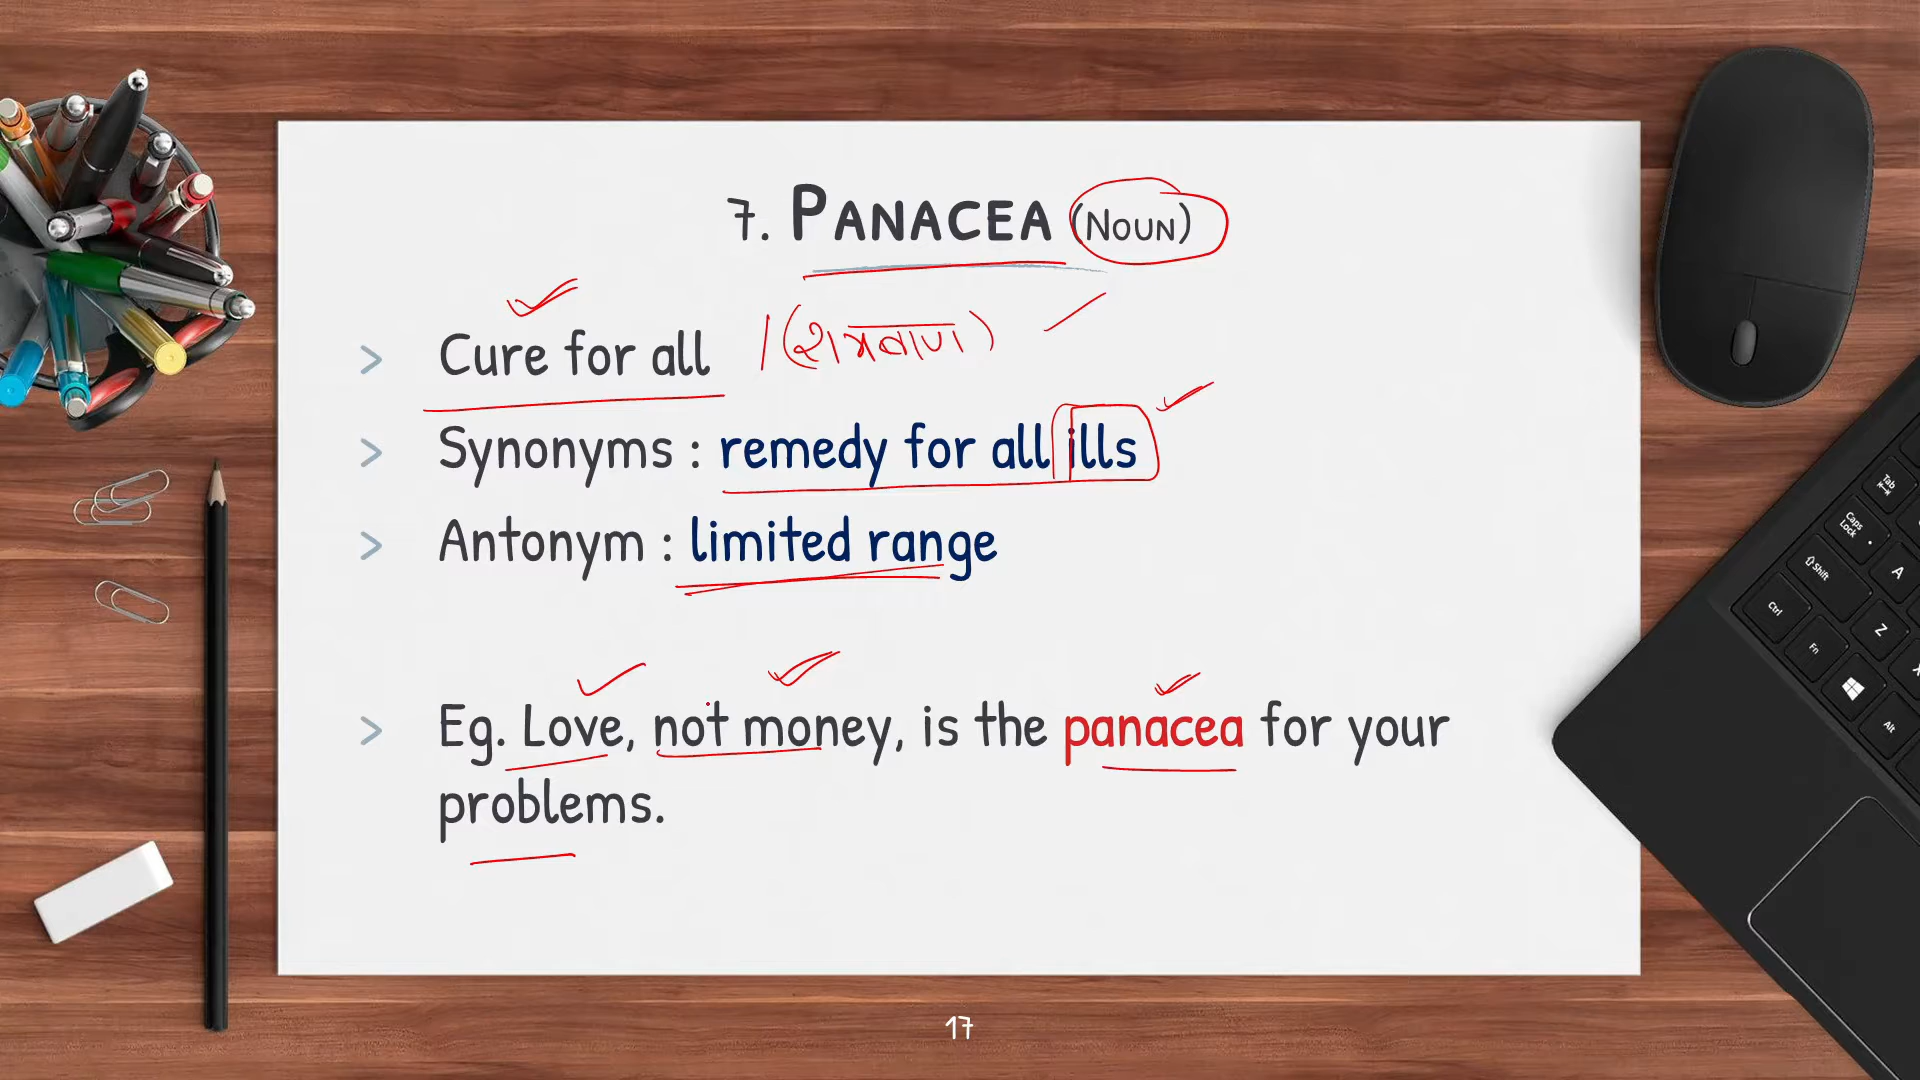 7. PANACEA (NOUN)
> Cure for all (रामबाण)
> Synonyms : remedy for all ills
> Antonym : limited range
> Eg. Love, not money, is the panacea for your
problems.
17
Tab
Caps Lock
Shift
A
Ctrl
Z
Fn
Alt